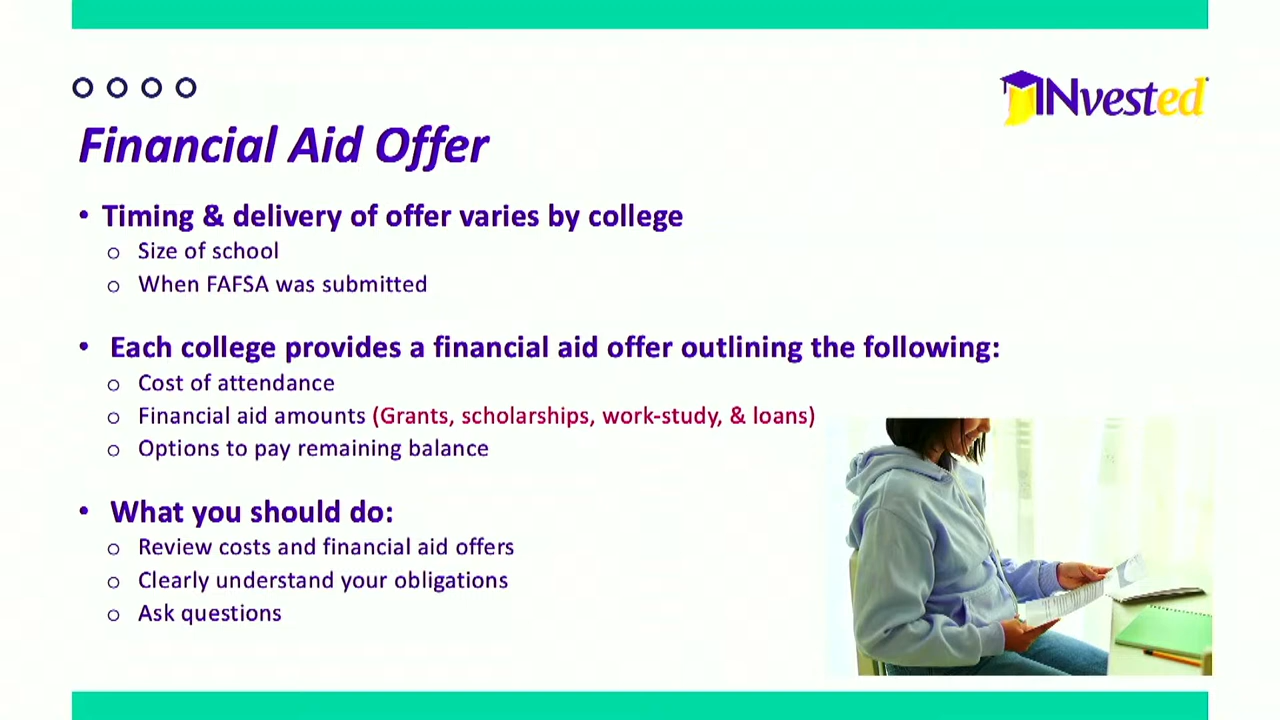 INvested
Financial Aid Offer
• Timing & delivery of offer varies by college
o Size of school
o When FAFSA was submitted
• Each college provides a financial aid offer outlining the following:
o Cost of attendance
o Financial aid amounts (Grants, scholarships, work-study, & loans)
o Options to pay remaining balance
• What you should do:
o Review costs and financial aid offers
o Clearly understand your obligations
o Ask questions